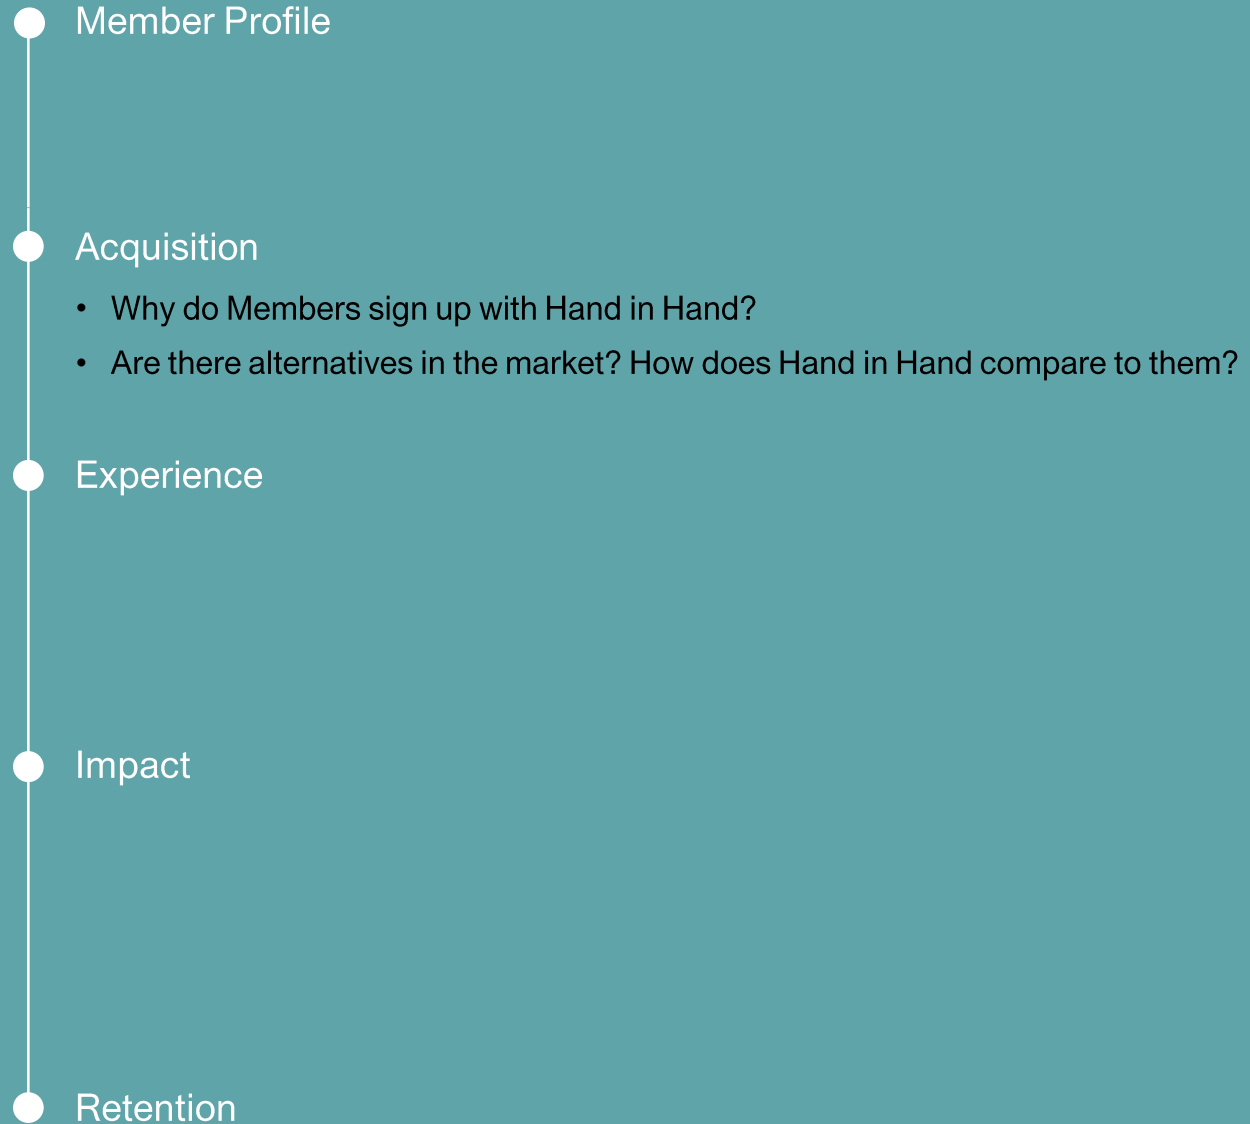 Member Profile
Acquisition
• Why do Members sign up with Hand in Hand?
• Are there alternatives in the market? How does Hand in Hand compare to them?
Experience
Impact
Retention